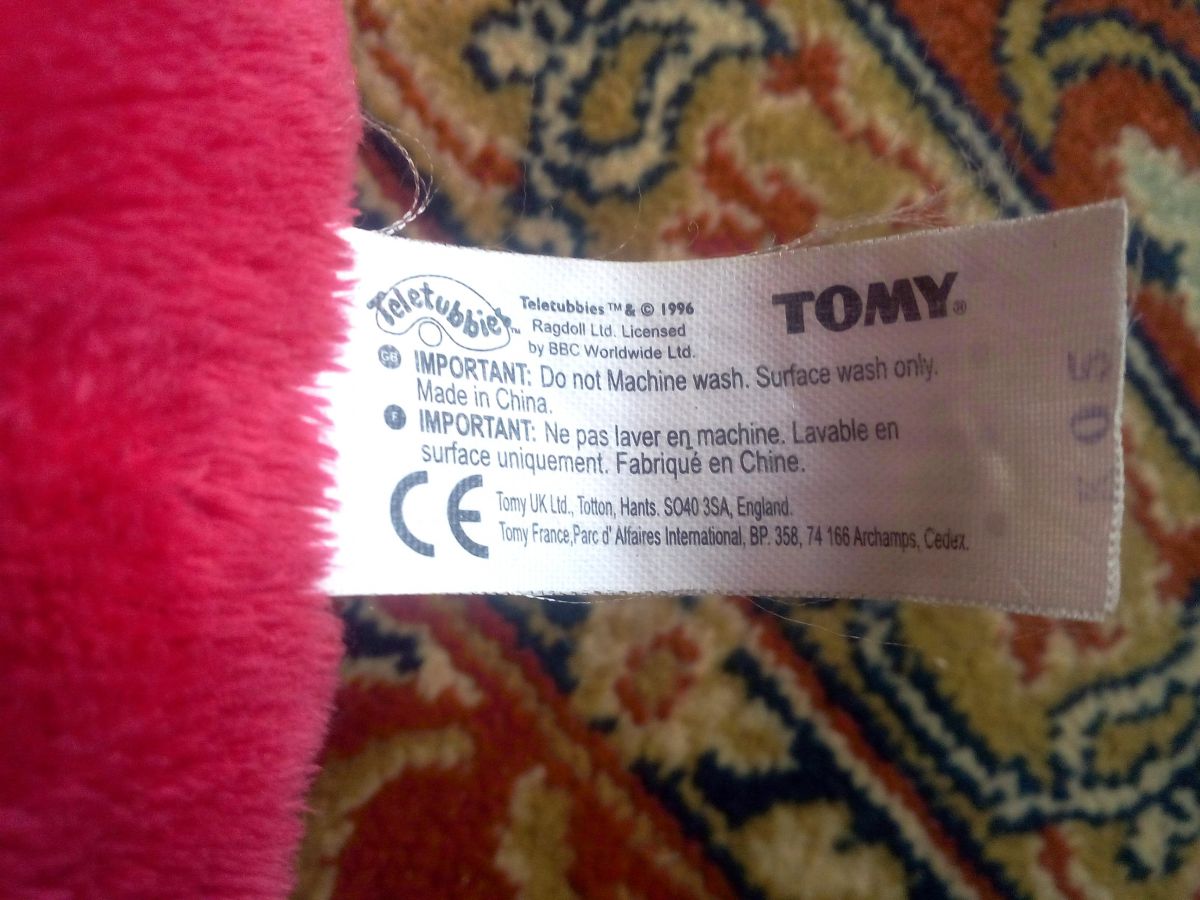 Teletubbies™
Teletubbies ™ & © 1996
Ragdoll Ltd. Licensed
by BBC Worldwide Ltd.
TOMY®
GB IMPORTANT: Do not Machine wash. Surface wash only.
Made in China.
F IMPORTANT: Ne pas laver en machine. Lavable en
surface uniquement. Fabriqué en Chine.
CE
Tomy UK Ltd., Totton, Hants. SO40 3SA, England.
Tomy France,Parc d' Affaires International, BP. 358, 74 166 Archamps, Cedex.